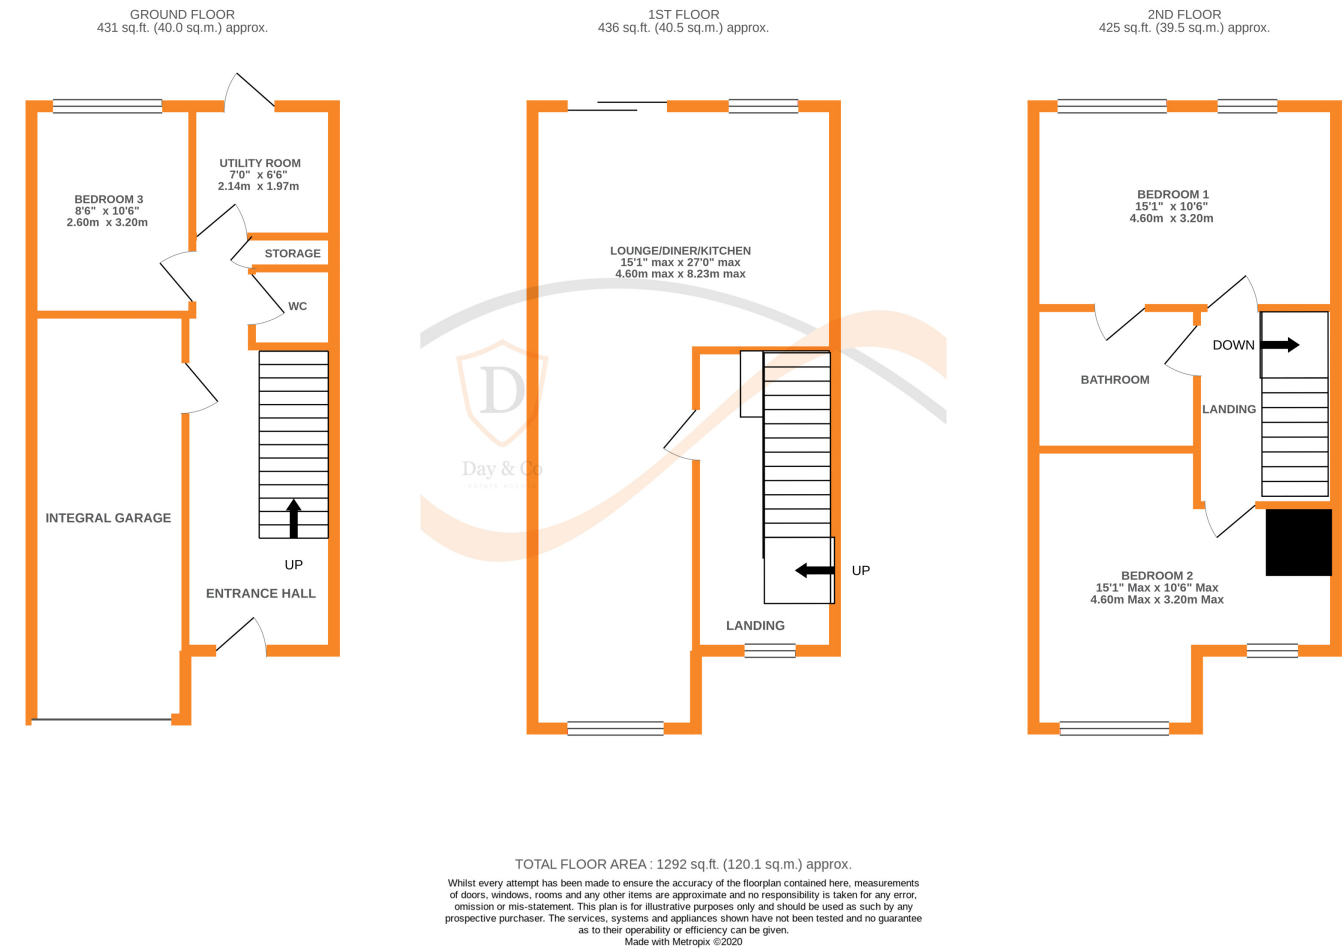 GROUND FLOOR
431 sq.ft. (40.0 sq.m.) approx.
1ST FLOOR
436 sq.ft. (40.5 sq.m.) approx.
2ND FLOOR
425 sq.ft. (39.5 sq.m.) approx.
UTILITY ROOM
7'0" x 6'6"
2.14m x 1.97m
BEDROOM 3
8'6" x 10'6"
2.60m x 3.20m
STORAGE
WC
INTEGRAL GARAGE
UP
ENTRANCE HALL
LOUNGE/DINER/KITCHEN
15'1" max x 27'0" max
4.60m max x 8.23m max
D
Day & Co
ESTATE AGENTS
UP
LANDING
BEDROOM 1
15'1" x 10'6"
4.60m x 3.20m
DOWN
BATHROOM
LANDING
BEDROOM 2
15'1" Max x 10'6" Max
4.60m Max x 3.20m Max
TOTAL FLOOR AREA : 1292 sq.ft. (120.1 sq.m.) approx.
Whilst every attempt has been made to ensure the accuracy of the floorplan contained here, measurements
of doors, windows, rooms and any other items are approximate and no responsibility is taken for any error,
omission or mis-statement. This plan is for illustrative purposes only and should be used as such by any
prospective purchaser. The services, systems and appliances shown have not been tested and no guarantee
as to their operability or efficiency can be given.
Made with Metropix ©2020